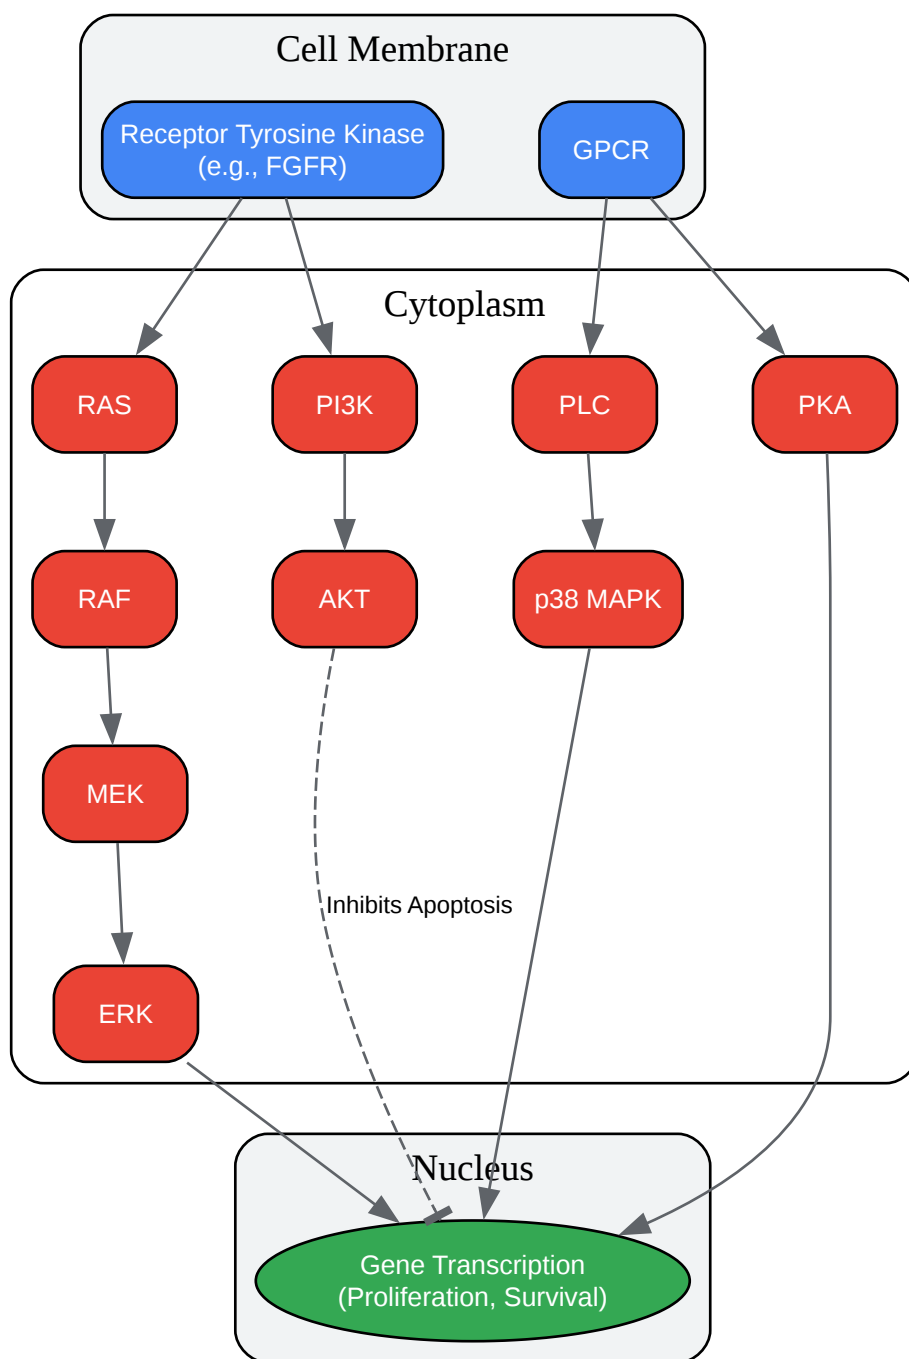 Cell Membrane
Receptor Tyrosine Kinase
(e.g., FGFR)
GPCR
Cytoplasm
RAS
PI3K
PLC
PKA
RAF
AKT
p38 MAPK
MEK
Inhibits Apoptosis
ERK
Nucleus
Gene Transcription
(Proliferation, Survival)